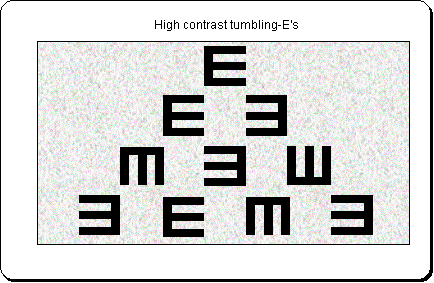 High contrast tumbling-E's
E
E Ǝ
m Ǝ Ш
Ǝ E m Ǝ